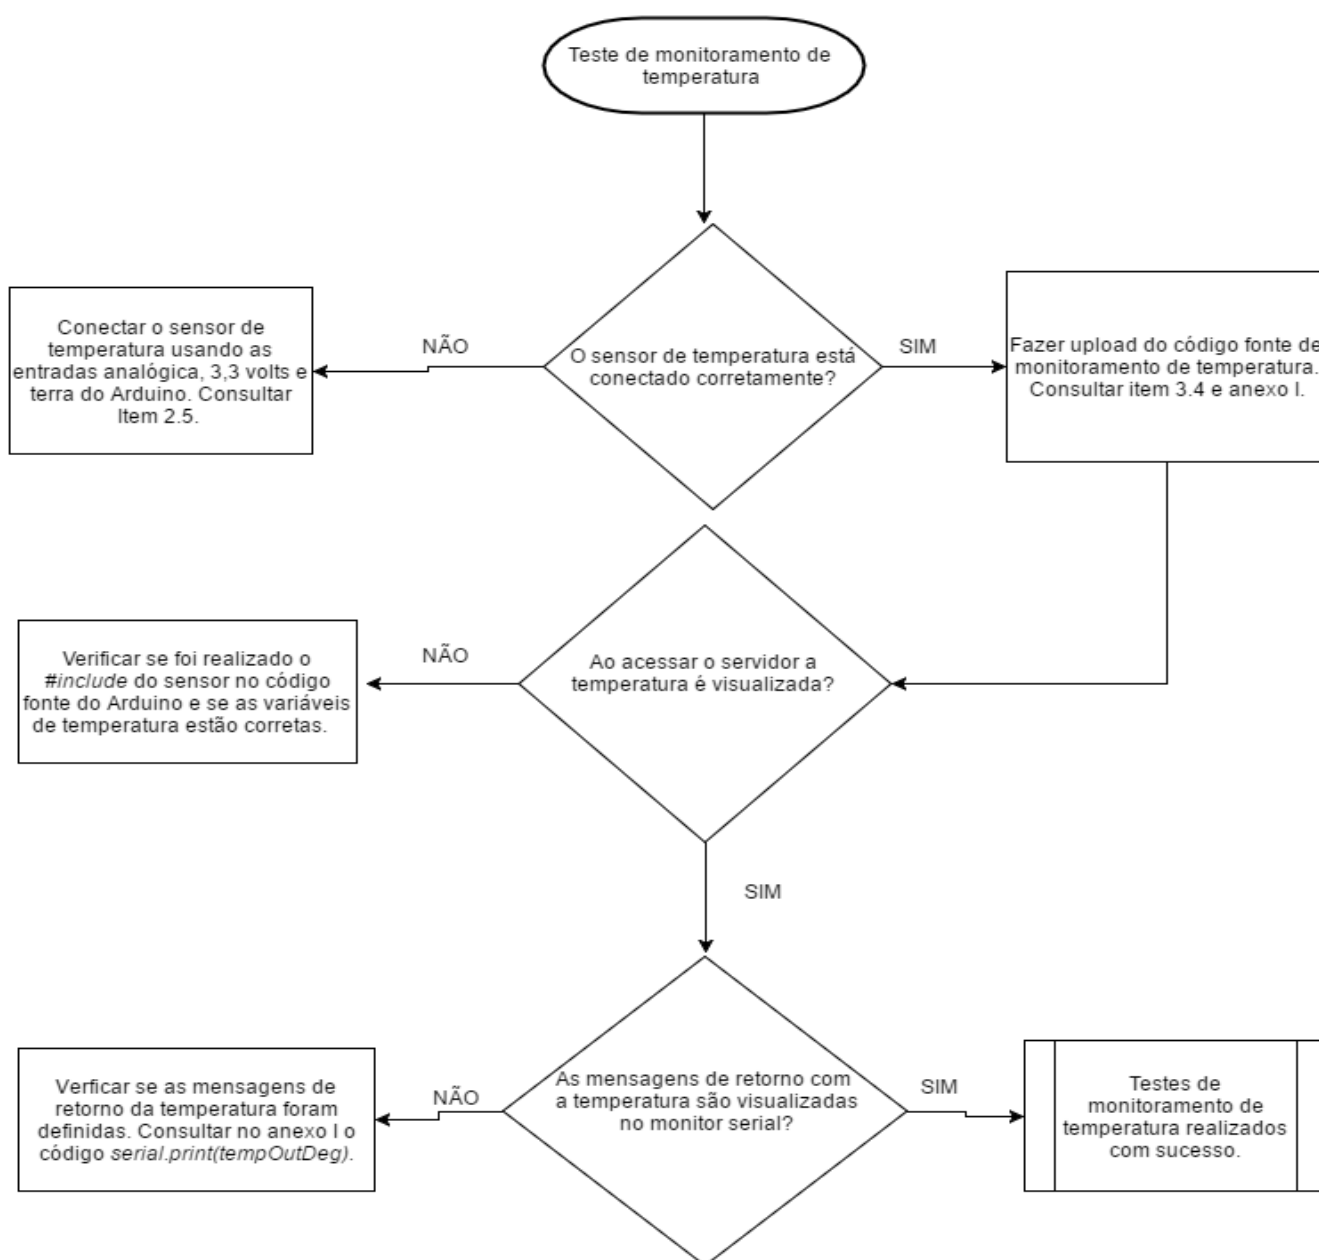 Teste de monitoramento de
temperatura
Conectar o sensor de
temperatura usando as
entradas analógica, 3,3 volts e
terra do Arduino. Consultar
Item 2.5.
NÃO
O sensor de temperatura está
conectado corretamente?
SIM
Fazer upload do código fonte de
monitoramento de temperatura.
Consultar item 3.4 e anexo I.
Verificar se foi realizado o
#include do sensor no código
fonte do Arduino e se as variáveis
de temperatura estão corretas.
NÃO
Ao acessar o servidor a
temperatura é visualizada?
SIM
Verficar se as mensagens de
retorno da temperatura foram
definidas. Consultar no anexo I o
código serial.print(tempOutDeg).
NÃO
As mensagens de retorno com
a temperatura são visualizadas
no monitor serial?
SIM
Testes de
monitoramento de
temperatura realizados
com sucesso.